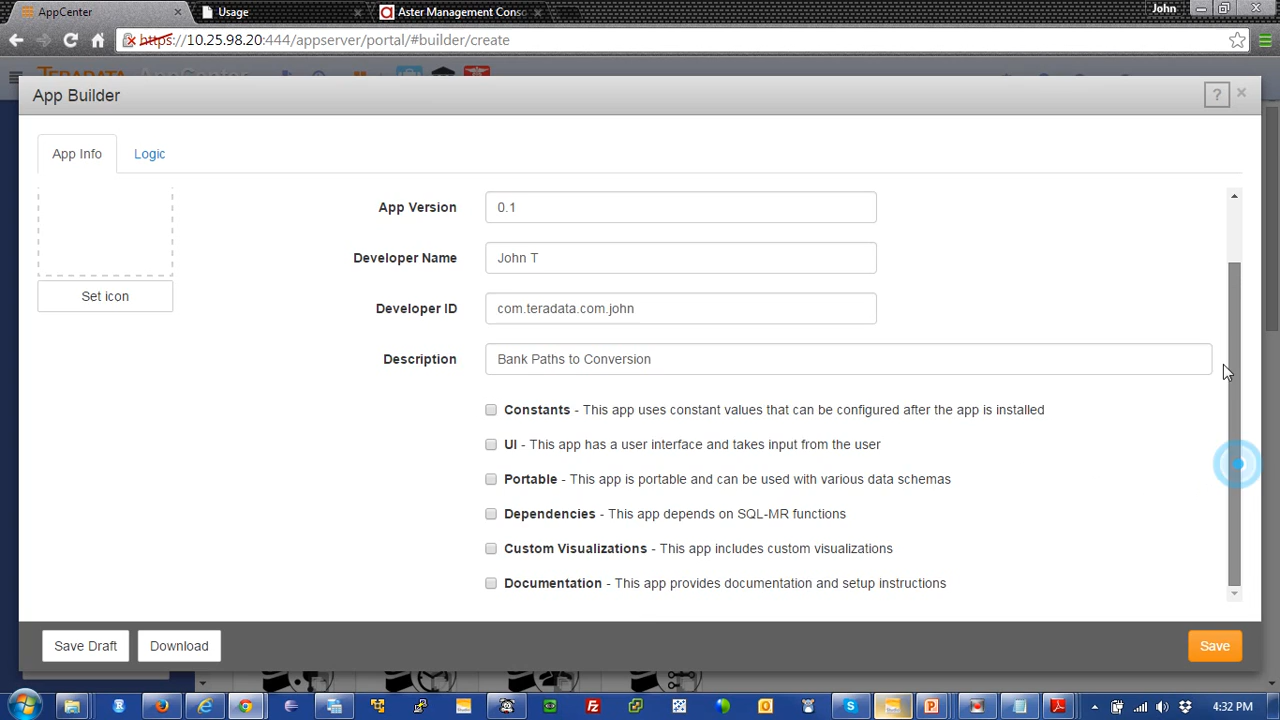 AppCenter
Usage
Aster Management Conso
John
https://10.25.98.20:444/appserver/portal/#builder/create
TERADATA AppCenter
App Builder
?
App Info
Logic
App Version
0.1
Developer Name
John T
Set icon
Developer ID
com.teradata.com.john
Description
Bank Paths to Conversion
Constants - This app uses constant values that can be configured after the app is installed
UI - This app has a user interface and takes input from the user
Portable - This app is portable and can be used with various data schemas
Dependencies - This app depends on SQL-MR functions
Custom Visualizations - This app includes custom visualizations
Documentation - This app provides documentation and setup instructions
Save Draft
Download
Save
4:32 PM